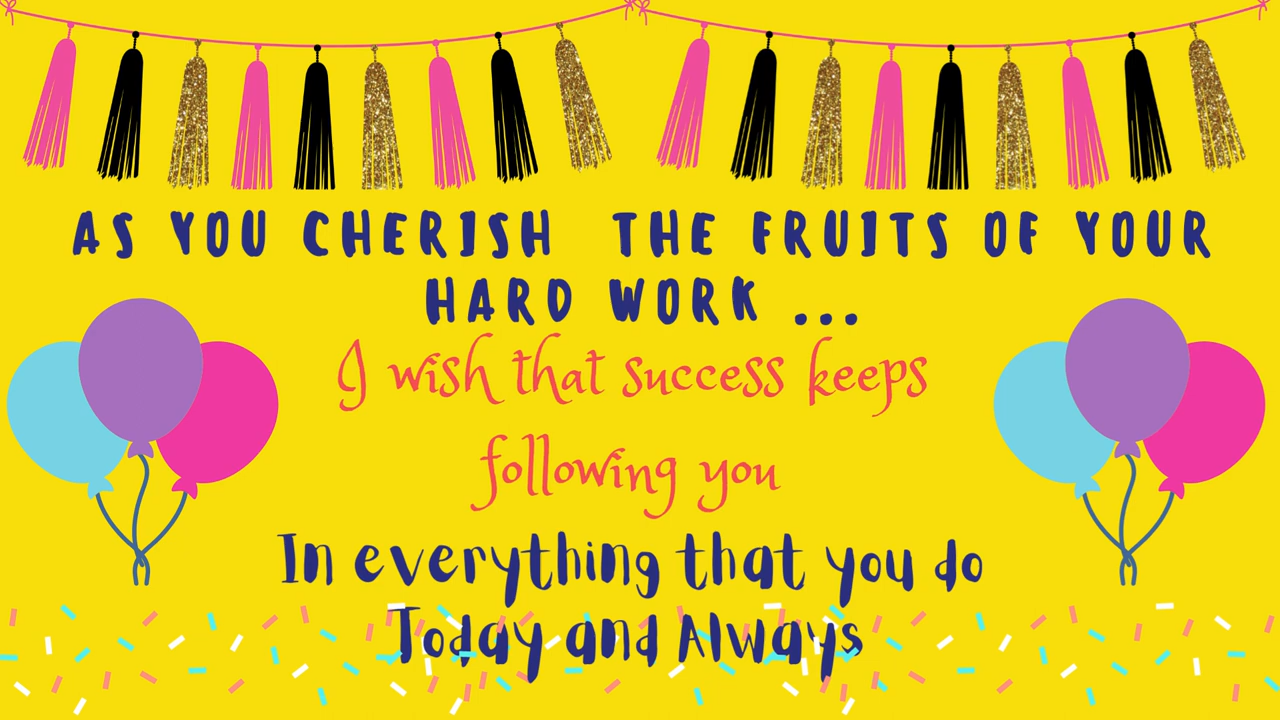 AS YOU CHERISH THE FRUITS OF YOUR
HARD WORK ...
I wish that success keeps
following you
In everything that you do
Today and Always